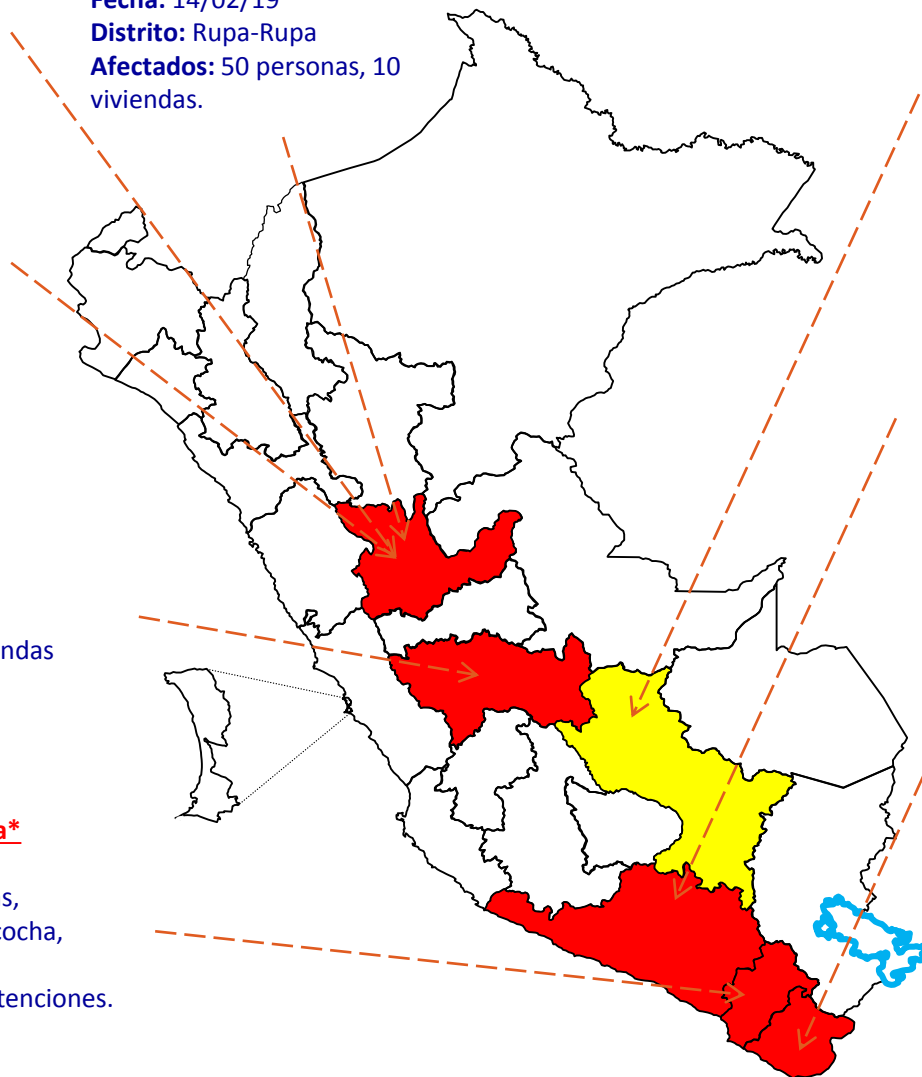 Fecha: 14/02/19
Distrito: Rupa-Rupa
Afectados: 50 personas, 10
viviendas.
ndas
a*
s,
cocha,
tenciones.